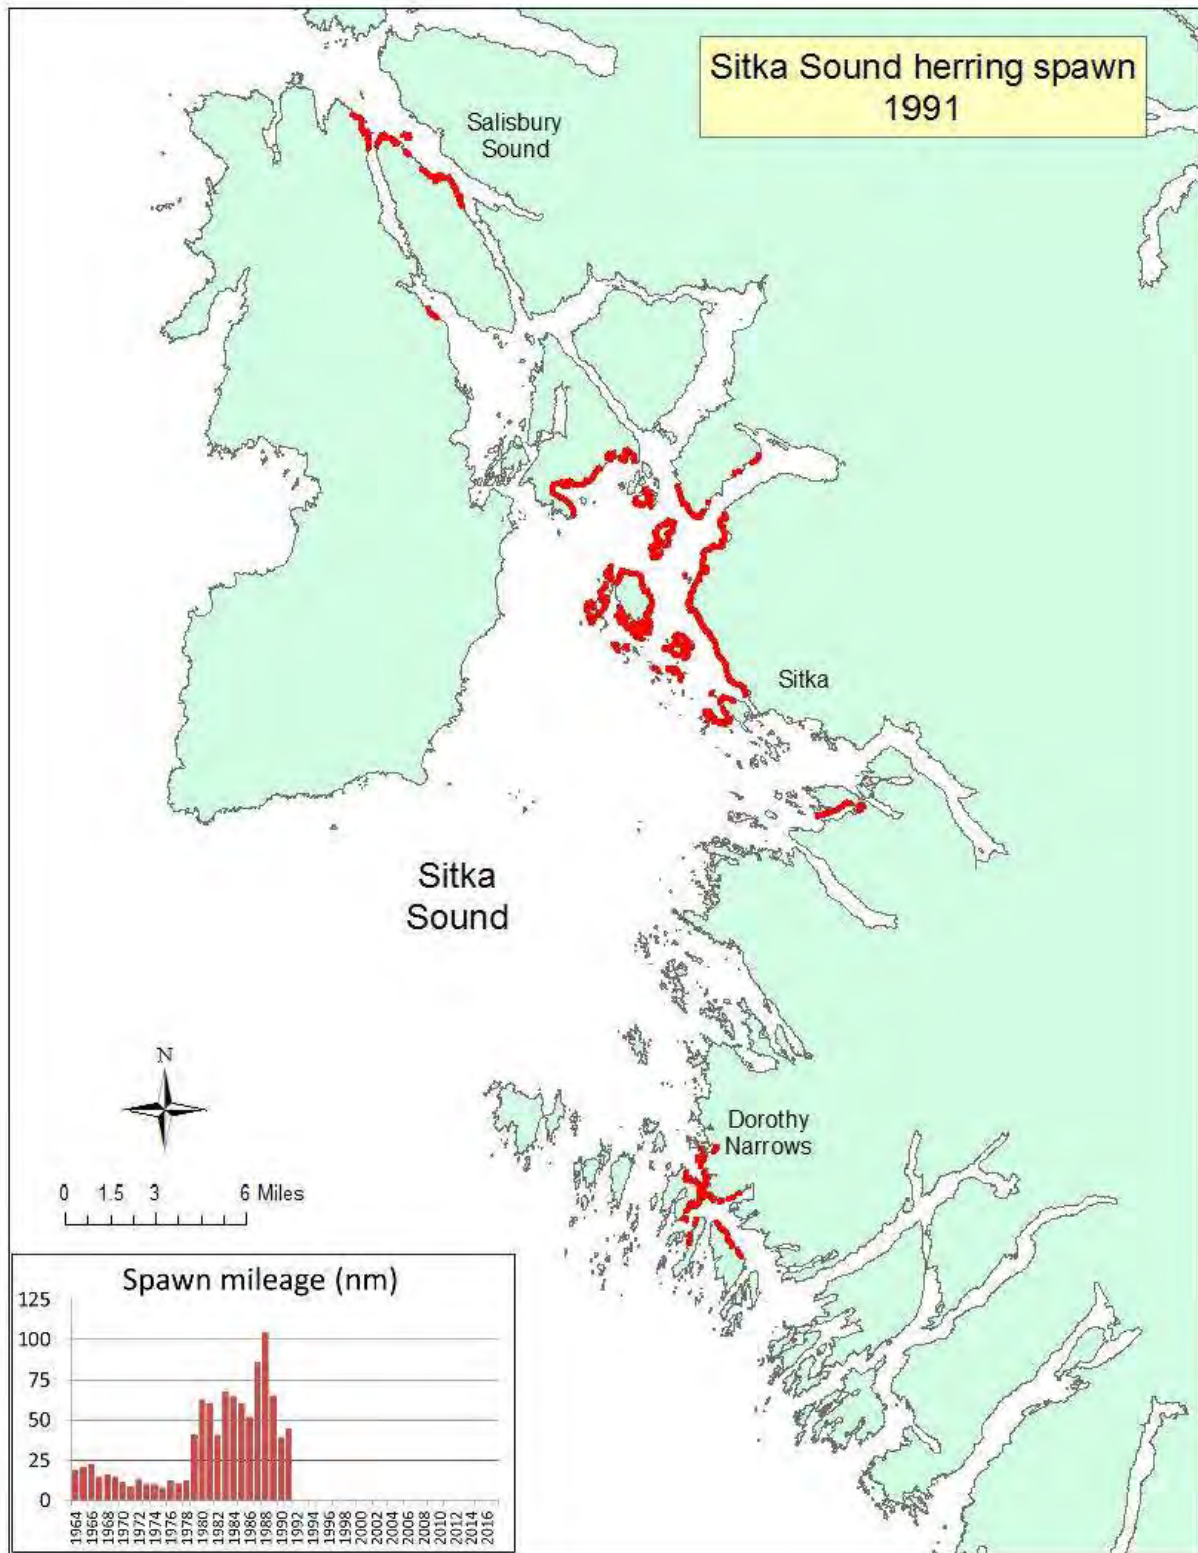 Sitka Sound herring spawn
1991
Salisbury
Sound
Sitka
Sitka
Sound
N
Dorothy
Narrows
0 1.5 3 6 Miles
Spawn mileage (nm)
125
100
75
50
25
0
1964 1966 1968 1970 1972 1974 1976 1978 1980 1982 1984 1986 1988 1990 1992 1994 1996 1998 2000 2002 2004 2006 2008 2010 2012 2014 2016